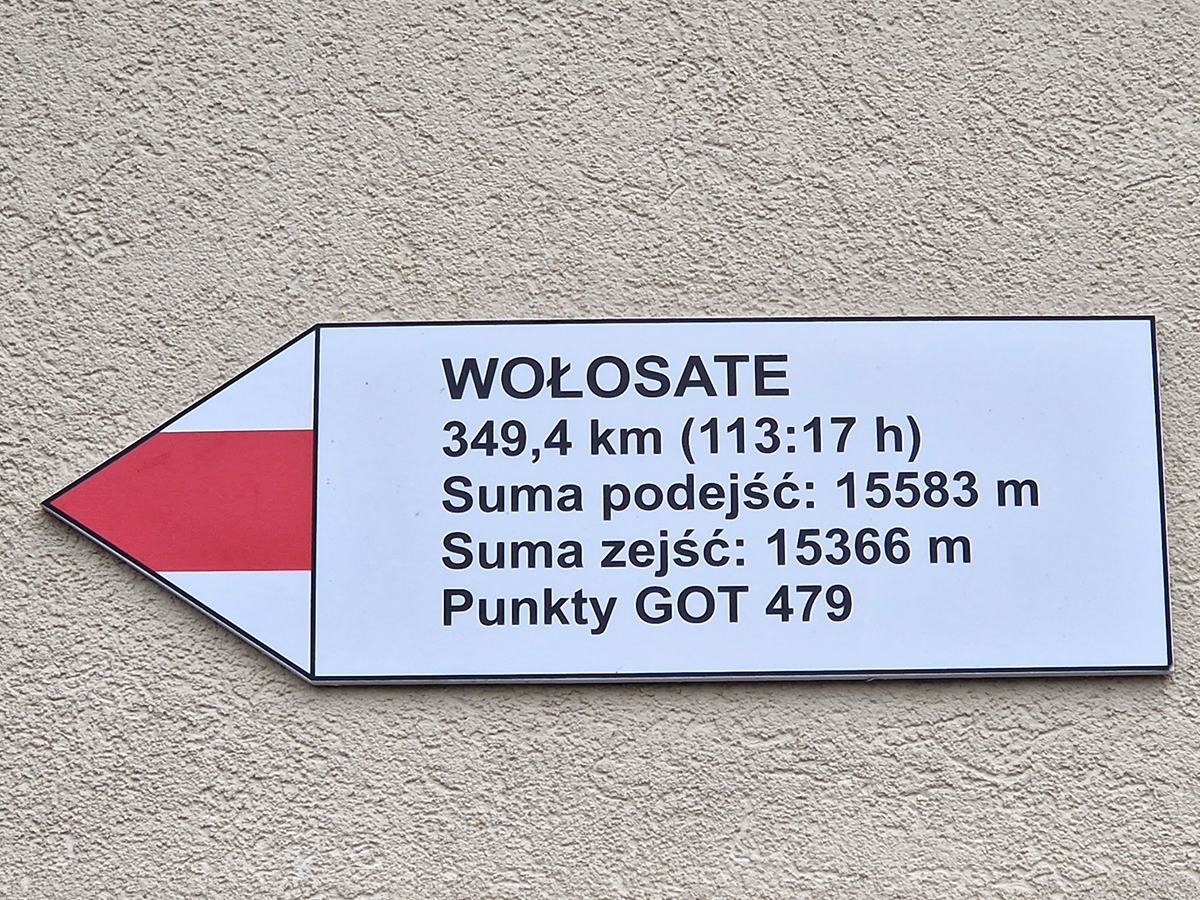 WOŁOSATE
349,4 km (113:17 h)
Suma podejść: 15583 m
Suma zejść: 15366 m
Punkty GOT 479